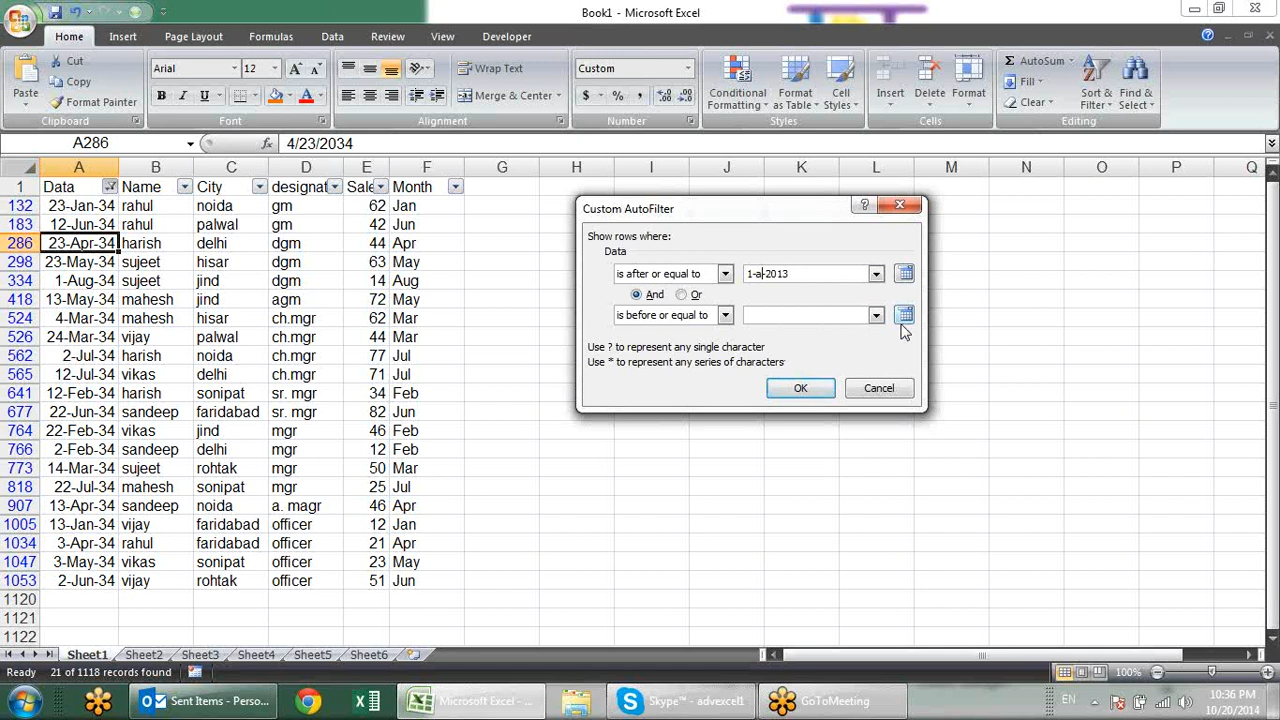 Book1 - Microsoft Excel
Home Insert Page Layout Formulas Data Review View Developer
Paste Cut Copy Format Painter
Arial 12 Wrap Text Merge & Center
Custom
Conditional Formatting Format as Table Cell Styles
Insert Delete Format
AutoSum Fill Clear Sort & Filter Find & Select
Clipboard Font Alignment Number Styles Cells Editing
A286 fx 4/23/2034
A B C D E F G H I J K L M N O P Q
1 Data Name City designat Sale Month
132 23-Jan-34 rahul noida gm 62 Jan
183 12-Jun-34 rahul palwal gm 42 Jun
286 23-Apr-34 harish delhi dgm 44 Apr
298 23-May-34 sujeet hisar dgm 63 May
334 1-Aug-34 sujeet jind dgm 14 Aug
418 13-May-34 mahesh jind agm 72 May
524 4-Mar-34 mahesh hisar ch.mgr 62 Mar
526 24-Mar-34 vijay palwal ch.mgr 38 Mar
562 2-Jul-34 harish noida ch.mgr 77 Jul
565 12-Jul-34 vikas delhi ch.mgr 71 Jul
641 12-Feb-34 harish sonipat sr. mgr 34 Feb
677 22-Jun-34 sandeep faridabad sr. mgr 82 Jun
764 22-Feb-34 vikas jind mgr 46 Feb
766 2-Feb-34 sandeep delhi mgr 12 Feb
773 14-Mar-34 sujeet rohtak mgr 50 Mar
818 22-Jul-34 mahesh sonipat mgr 25 Jul
907 13-Apr-34 sandeep noida a. magr 46 Apr
1005 13-Jan-34 vijay faridabad officer 12 Jan
1034 3-Apr-34 rahul faridabad officer 21 Apr
1047 3-May-34 vikas sonipat officer 23 May
1053 2-Jun-34 vijay rohtak officer 51 Jun
1120
1121
1122
Custom AutoFilter
Show rows where:
Data
is after or equal to 1-a-2013
And Or
is before or equal to
Use ? to represent any single character
Use * to represent any series of characters
OK Cancel
Sheet1 Sheet2 Sheet3 Sheet4 Sheet5 Sheet6
Ready 21 of 1118 records found 100%
Sent Items - Perso... Microsoft Excel - ... Skype™ - advexcel1 GoToMeeting EN 10:36 PM
10/20/2014